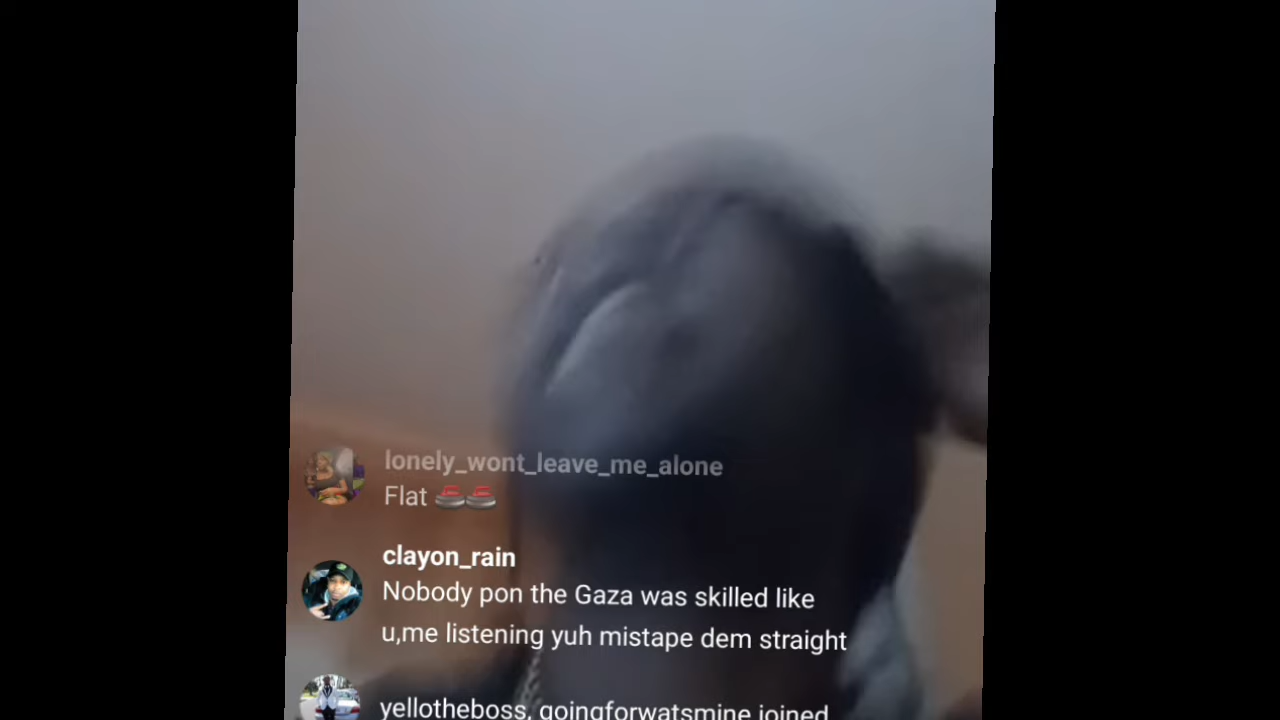 lonely_wont_leave_me_alone
Flat
clayon_rain
Nobody pon the Gaza was skilled like
u,me listening yuh mistape dem straight
yellotheboss, goingforwatsmine joined